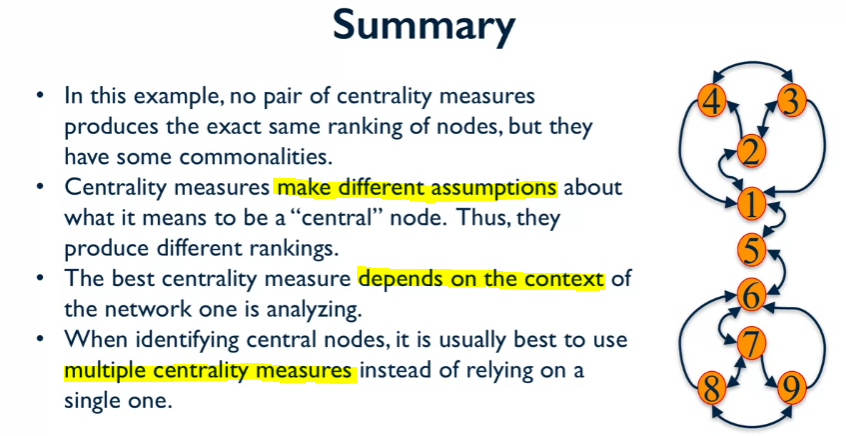 Summary
• In this example, no pair of centrality measures
produces the exact same ranking of nodes, but they
have some commonalities.
• Centrality measures make different assumptions about
what it means to be a “central” node. Thus, they
produce different rankings.
• The best centrality measure depends on the context of
the network one is analyzing.
• When identifying central nodes, it is usually best to use
multiple centrality measures instead of relying on a
single one.
4 3
2
1
5
6
7
8 9